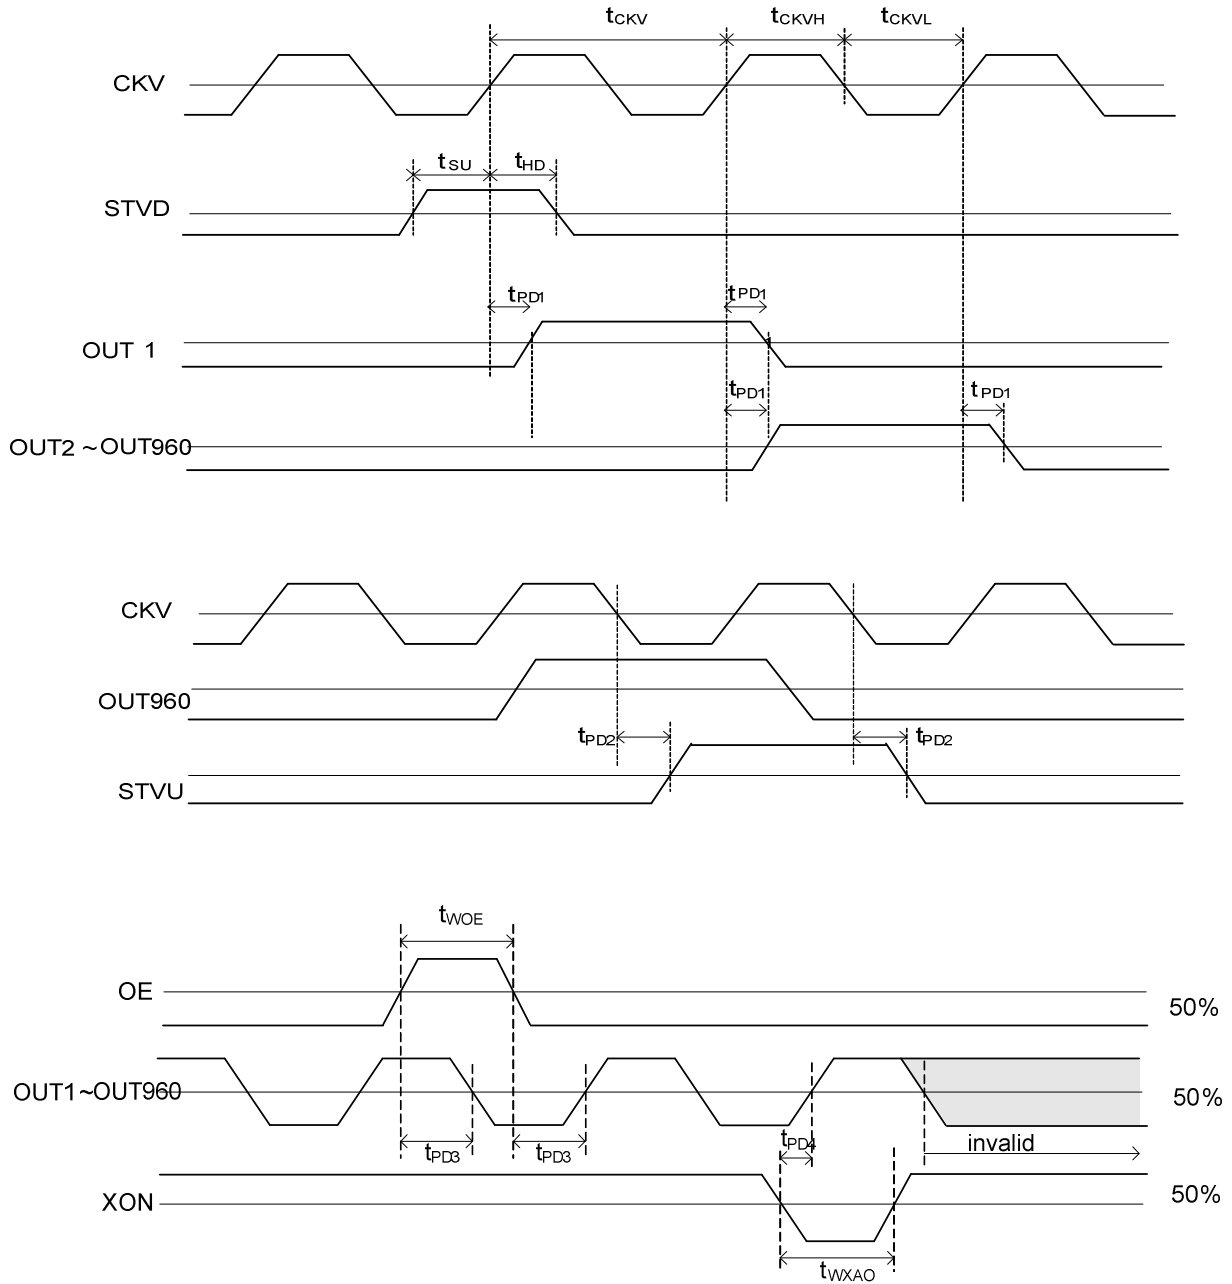 tCKV tCKVH tCKVL
CKV
tSU tHD
STVD
tPD1 tPD1
OUT 1
tPD1 tPD1
OUT2 ~OUT960
CKV
OUT960
tPD2 tPD2
STVU
tWOE
OE 50%
OUT1~OUT960 50%
tPD3 tPD3 tPD4 invalid
XON 50%
tWXAO